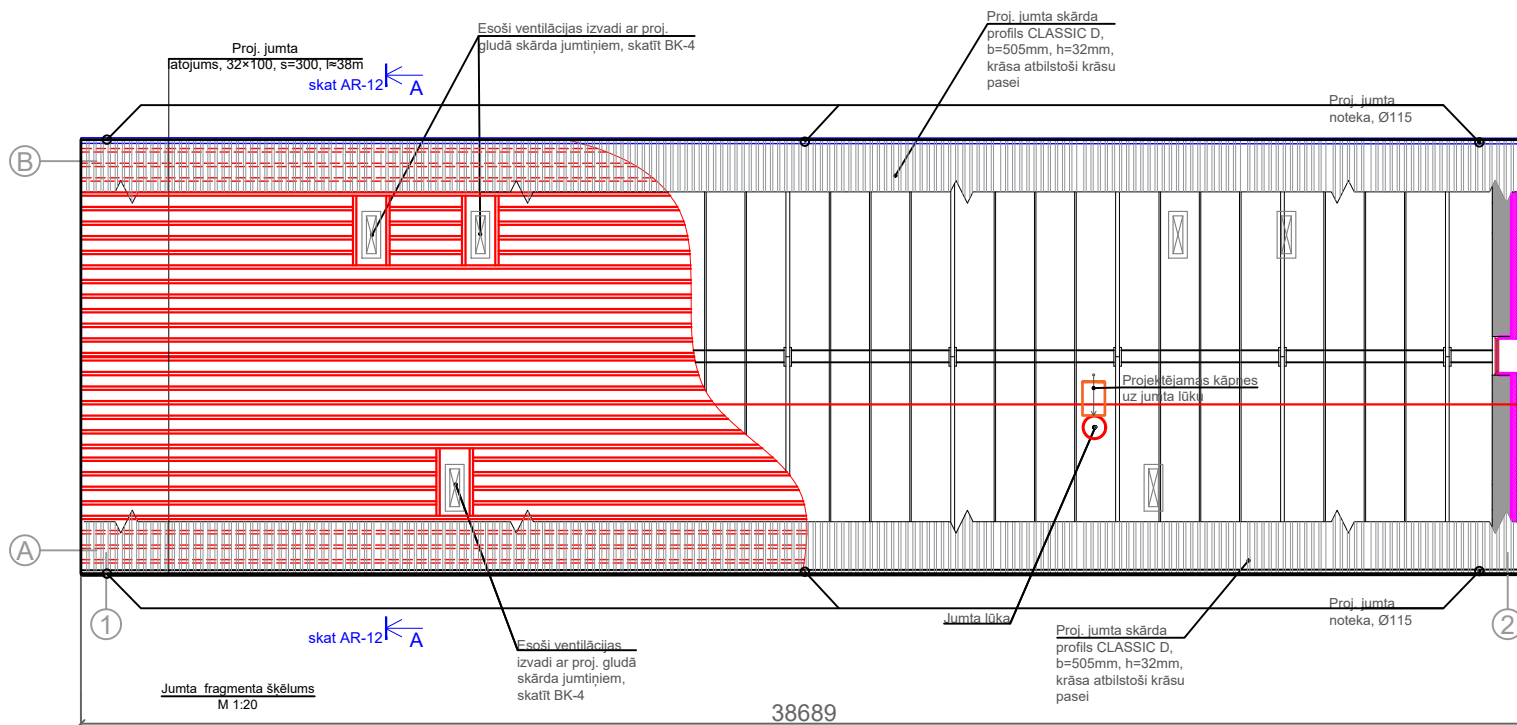 Esoši ventilācijas izvadi ar proj.
gludā skārda jumtiņiem, skatīt BK-4
Proj. jumta skārda
profils CLASSIC D,
b=505mm, h=32mm,
krāsa atbilstoši krāsu
pasei
Proj. jumta
latojums, 32×100, s=300, l≈38m
skat AR-12
A
Proj. jumta
noteka, Ø115
B
Projektējamas kāpnes
uz jumta lūku
A
1
2
skat AR-12
A
Esoši ventilācijas
izvadi ar proj. gludā
skārda jumtiņiem,
skatīt BK-4
Jumta lūka
Proj. jumta skārda
profils CLASSIC D,
b=505mm, h=32mm,
krāsa atbilstoši krāsu
pasei
Proj. jumta
noteka, Ø115
Jumta fragmenta šķēlums
M 1:20
38689